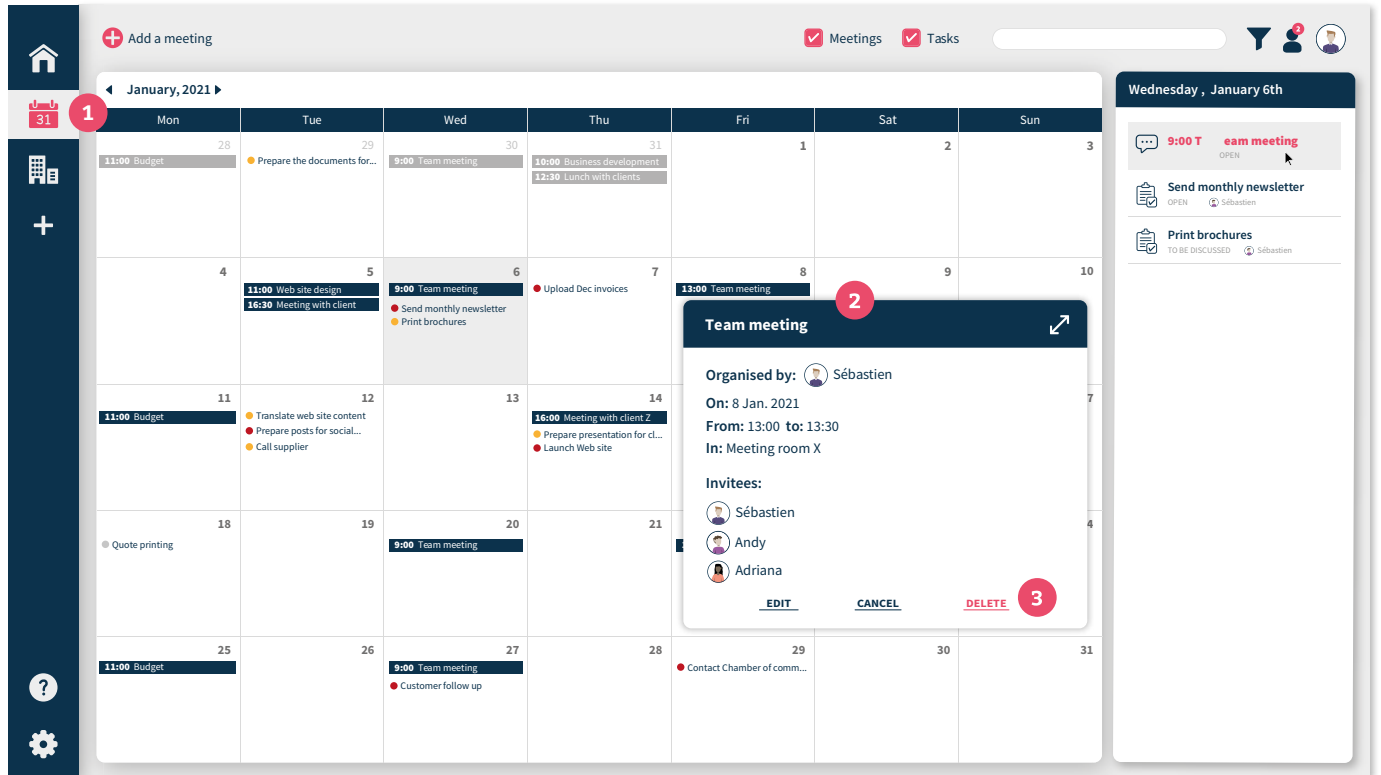 Add a meeting
Meetings
Tasks
2
31
1
January, 2021
Mon Tue Wed Thu Fri Sat Sun
28 29 30 31 1 2 3
11:00 Budget
Prepare the documents for...
9:00 Team meeting
10:00 Business development
12:30 Lunch with clients
4 5 6 7 8 9 10
11:00 Web site design
16:30 Meeting with client
9:00 Team meeting
Send monthly newsletter
Print brochures
Upload Dec invoices
13:00 Team meeting
11 12 13 14 7
11:00 Budget
Translate web site content
Prepare posts for social...
Call supplier
16:00 Meeting with client Z
Prepare presentation for cl...
Launch Web site
18 19 20 21 4
Quote printing
9:00 Team meeting
25 26 27 28 29 30 31
11:00 Budget
9:00 Team meeting
Customer follow up
Contact Chamber of comm...
2
Team meeting
Organised by: Sébastien
On: 8 Jan. 2021
From: 13:00 to: 13:30
In: Meeting room X
Invitees:
Sébastien
Andy
Adriana
EDIT CANCEL DELETE
3
Wednesday , January 6th
9:00 T eam meeting
OPEN
Send monthly newsletter
OPEN Sébastien
Print brochures
TO BE DISCUSSED Sébastien
?